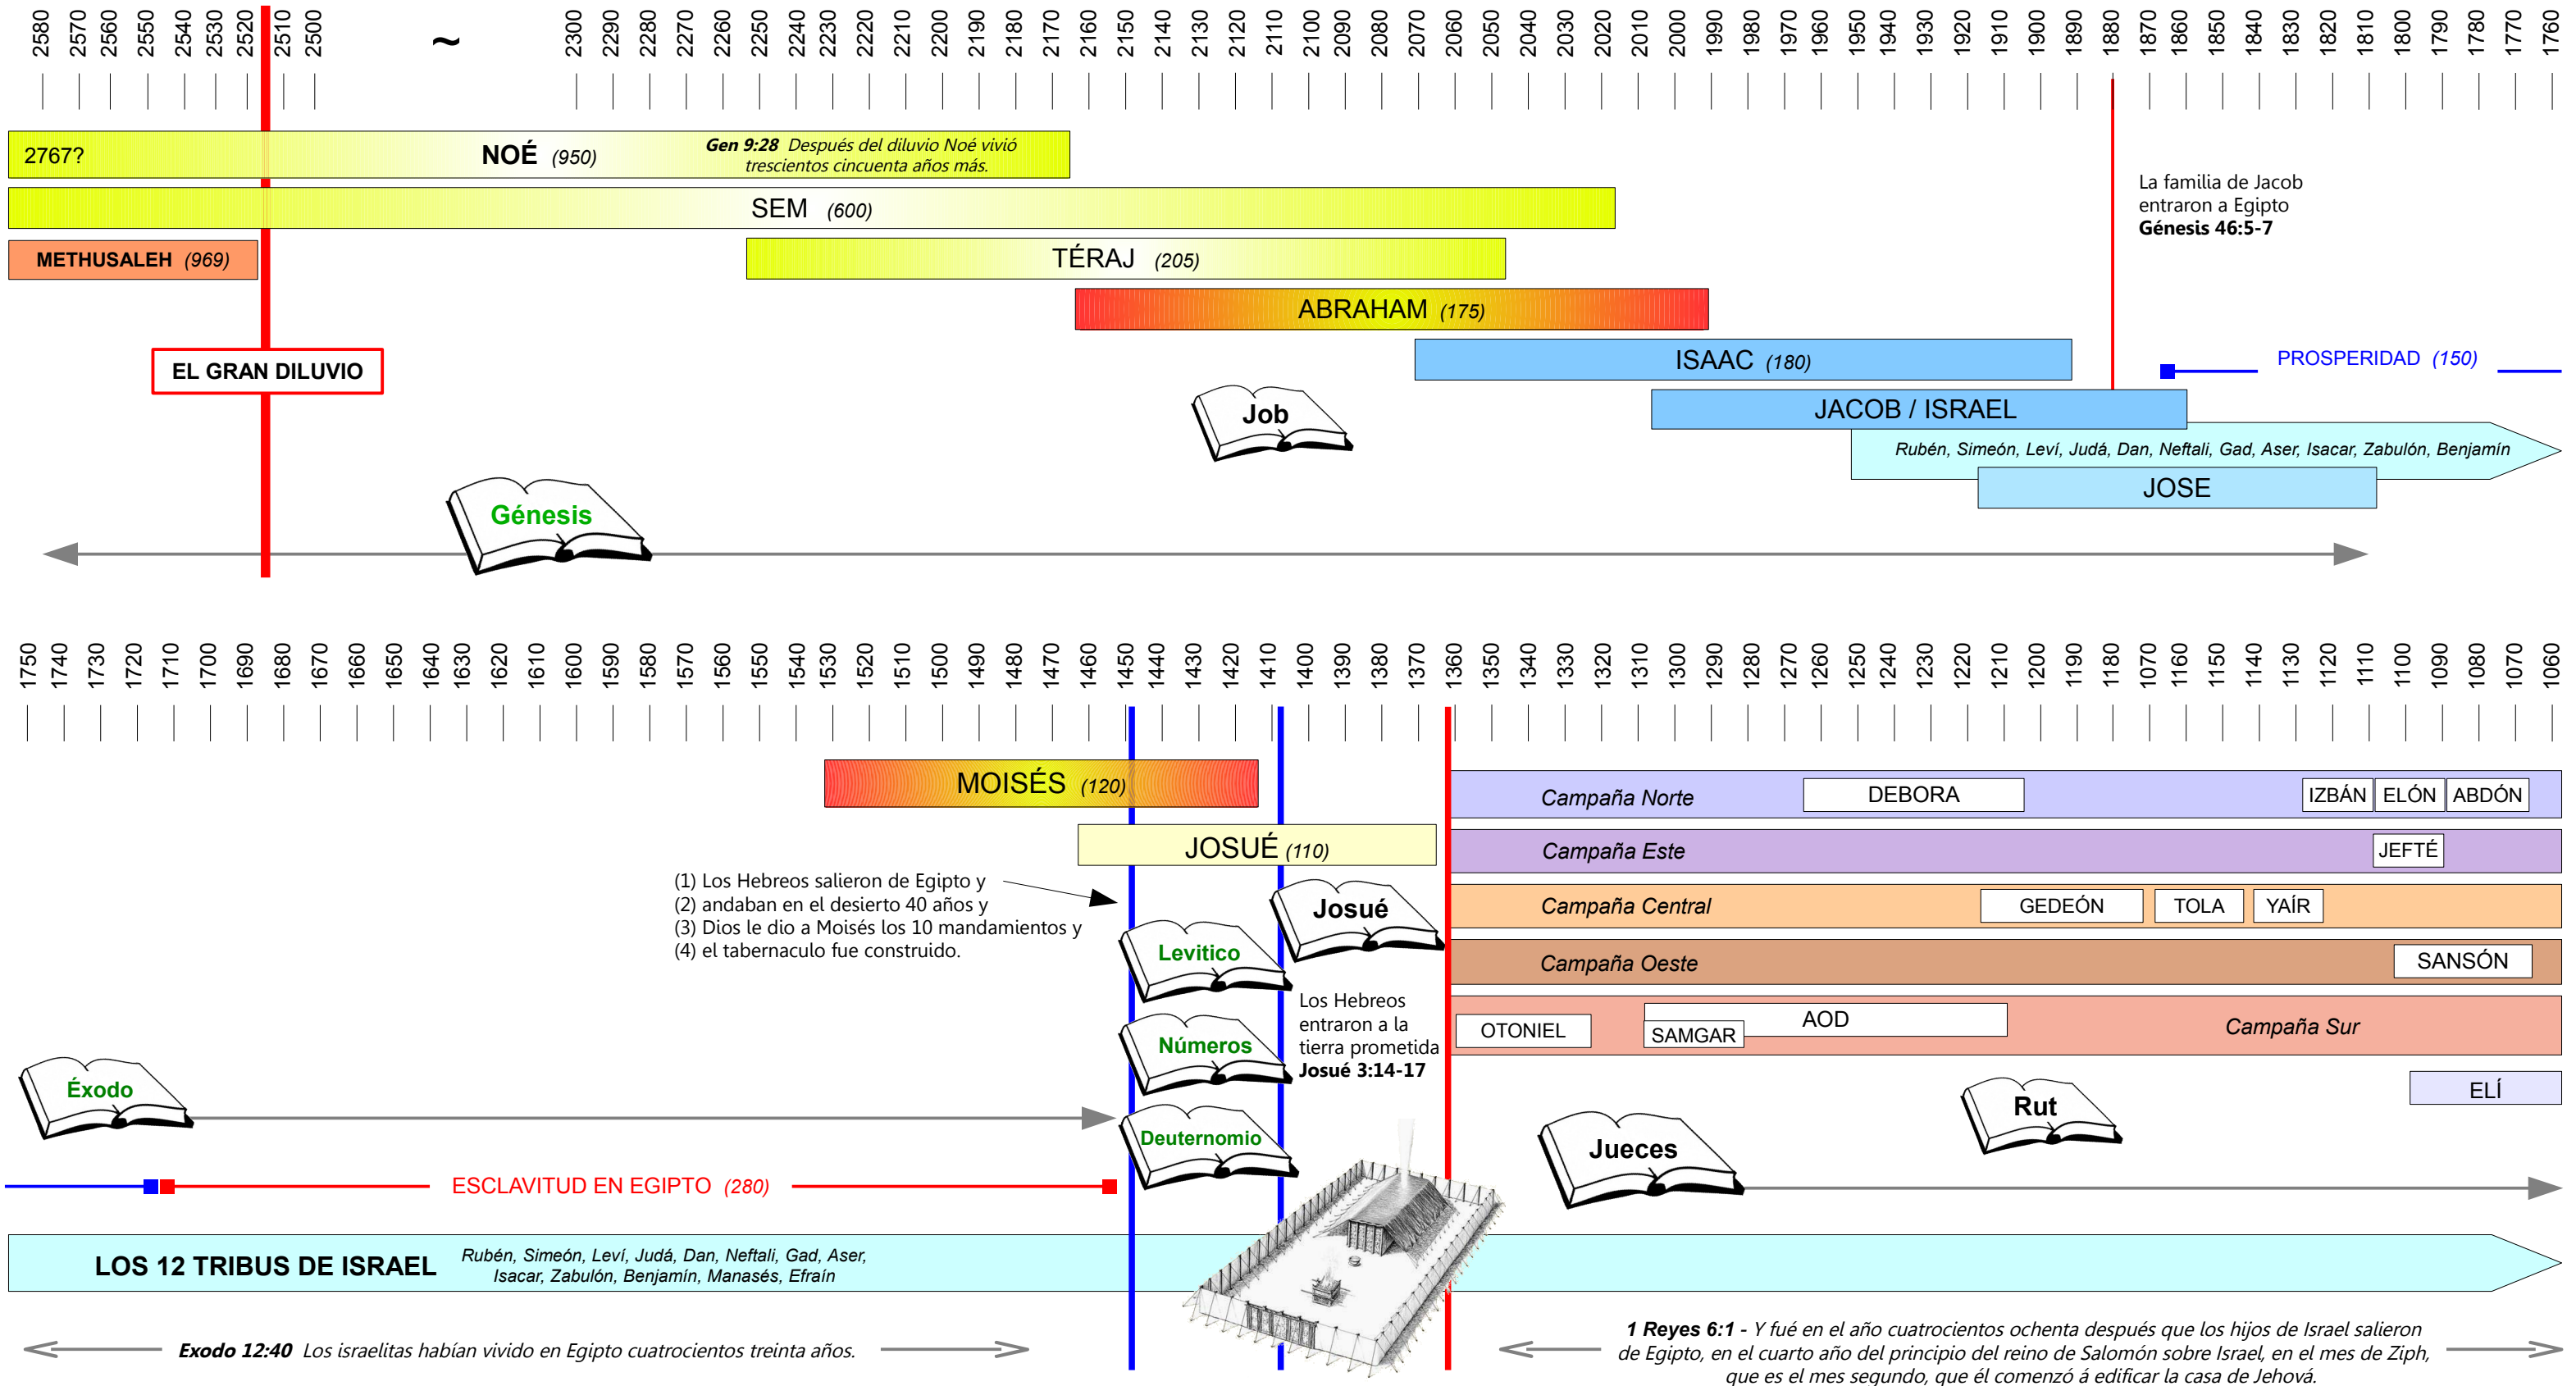 2580 2570 2560 2550 2540 2530 2520 2510 2500 ~ 2300 2290 2280 2270 2260 2250 2240 2230 2220 2210 2200 2190 2180 2170 2160 2150 2140 2130 2120 2110 2100 2090 2080 2070 2060 2050 2040 2030 2020 2010 2000 1990 1980 1970 1960 1950 1940 1930 1920 1910 1900 1890 1880 1870 1860 1850 1840 1830 1820 1810 1800 1790 1780 1770 1760
2767? NOÉ (950)
Gen 9:28 Después del diluvio Noé vivió
trescientos cincuenta años más.
SEM (600)
La familia de Jacob
entraron a Egipto
Génesis 46:5-7
METHUSALEH (969)
TÉRAJ (205)
ABRAHAM (175)
EL GRAN DILUVIO
ISAAC (180)
PROSPERIDAD (150)
Job
JACOB / ISRAEL
Rubén, Simeón, Leví, Judá, Dan, Neftali, Gad, Aser, Isacar, Zabulón, Benjamín
JOSE
Génesis
1750 1740 1730 1720 1710 1700 1690 1680 1670 1660 1650 1640 1630 1620 1610 1600 1590 1580 1570 1560 1550 1540 1530 1520 1510 1500 1490 1480 1470 1460 1450 1440 1430 1420 1410 1400 1390 1380 1370 1360 1350 1340 1330 1320 1310 1300 1290 1280 1270 1260 1250 1240 1230 1220 1210 1200 1190 1180 1070 1160 1150 1140 1130 1120 1110 1100 1090 1080 1070 1060
MOISÉS (120)
Campaña Norte DEBORA IZBÁN ELÓN ABDÓN
JOSUÉ (110)
Campaña Este JEFTÉ
(1) Los Hebreos salieron de Egipto y
(2) andaban en el desierto 40 años y
(3) Dios le dio a Moisés los 10 mandamientos y
(4) el tabernaculo fue construido.
Josué
Campaña Central GEDEÓN TOLA YAÍR
Levitico
Campaña Oeste SANSÓN
Los Hebreos
entraron a la
tierra prometida
Josué 3:14-17
OTONIEL SAMGAR AOD Campaña Sur
Números
Éxodo
ELÍ
Rut
Deuternomio
Jueces
ESCLAVITUD EN EGIPTO (280)
LOS 12 TRIBUS DE ISRAEL
Rubén, Simeón, Leví, Judá, Dan, Neftali, Gad, Aser,
Isacar, Zabulón, Benjamín, Manasés, Efraín
Exodo 12:40 Los israelitas habían vivido en Egipto cuatrocientos treinta años.
1 Reyes 6:1 - Y fué en el año cuatrocientos ochenta después que los hijos de Israel salieron
de Egipto, en el cuarto año del principio del reino de Salomón sobre Israel, en el mes de Ziph,
que es el mes segundo, que él comenzó á edificar la casa de Jehová.